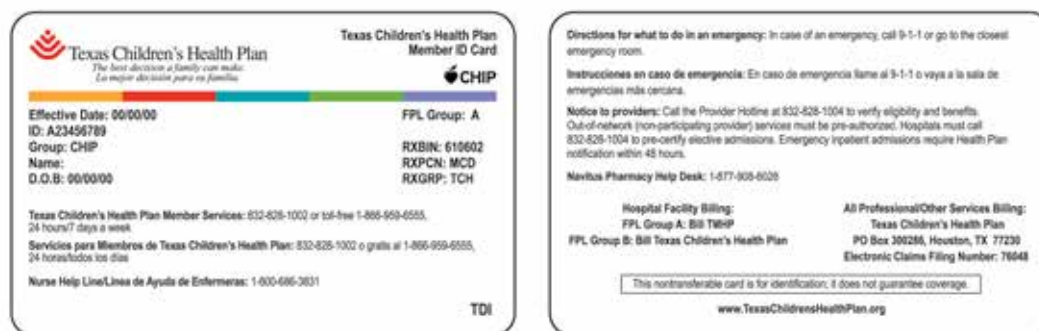 Texas Children's Health Plan
The best decision a family can make.
La mejor decisión para su familia.
Texas Children's Health Plan
Member ID Card
CHIP
Effective Date: 00/00/00
FPL Group: A
ID: A23456789
Group: CHIP
RXBIN: 610602
Name:
RXPCN: MCD
D.O.B: 00/00/00
RXGRP: TCH
Texas Children's Health Plan Member Services: 832-828-1002 or toll-free 1-866-959-6555,
24 hours/7 days a week
Servicios para Miembros de Texas Children's Health Plan: 832-828-1002 o gratis al 1-866-959-6555,
24 horas/todos los días
Nurse Help Line/Linea de Ayuda de Enfermeras: 1-800-686-3831
TDI
Directions for what to do in an emergency: In case of an emergency, call 9-1-1 or go to the closest
emergency room.
Instrucciones en caso de emergencia: En caso de emergencia llame al 9-1-1 o vaya a la sala de
emergencias más cercana.
Notice to providers: Call the Provider Hotline at 832-828-1004 to verify eligibility and benefits.
Out-of-network (non-participating provider) services must be pre-authorized. Hospitals must call
832-828-1004 to pre-certify elective admissions. Emergency inpatient admissions require Health Plan
notification within 48 hours.
Navitus Pharmacy Help Desk: 1-877-908-6028
Hospital Facility Billing:
FPL Group A: Bill TMHP
FPL Group B: Bill Texas Children's Health Plan
All Professional/Other Services Billing:
Texas Children's Health Plan
PO Box 300286, Houston, TX 77230
Electronic Claims Filing Number: 76048
This nontransferable card is for identification; it does not guarantee coverage.
www.TexasChildrensHealthPlan.org